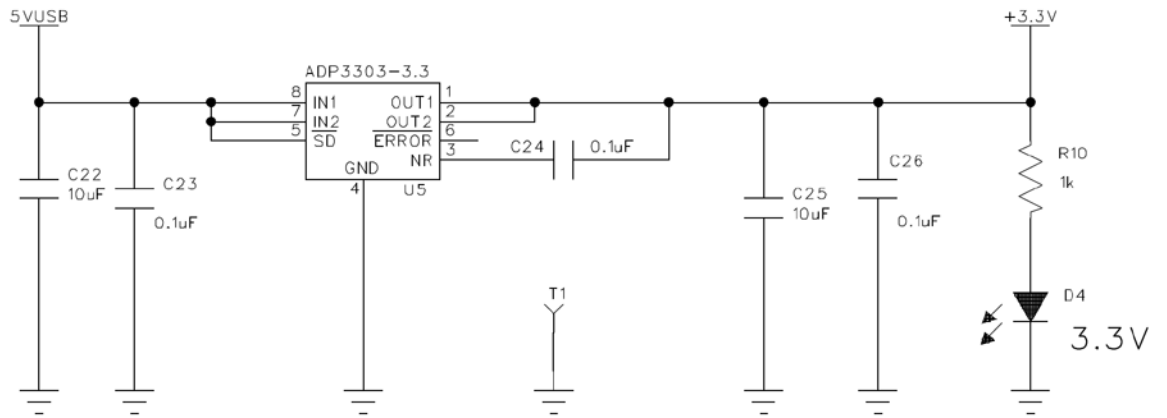 5VUSB
+3.3V
ADP3303-3.3
8 IN1 OUT1 1
7 IN2 OUT2 2
5 SD ERROR 6
NR 3
GND
4 U5
C24 0.1uF
C22
10uF
C23
0.1uF
C25
10uF
C26
0.1uF
R10
1k
T1
D4
3.3V